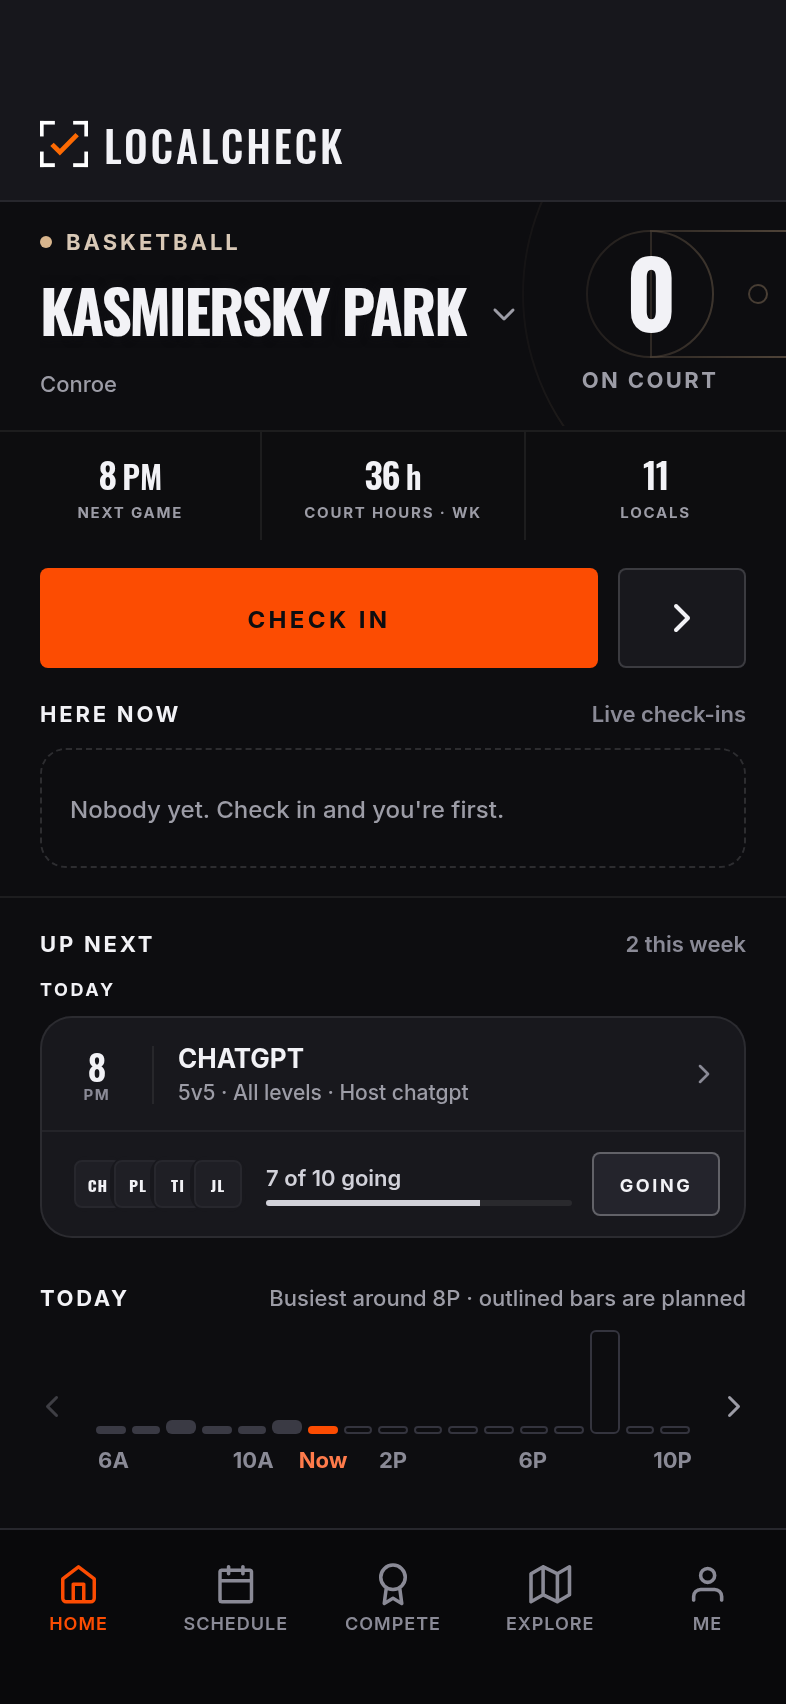 LOCALCHECK
BASKETBALL
KASMIERSKY PARK
Conroe
0
ON COURT
8 PM
NEXT GAME
36 h
COURT HOURS · WK
11
LOCALS
CHECK IN
HERE NOW
Live check-ins
Nobody yet. Check in and you're first.
UP NEXT
2 this week
TODAY
8
PM
CHATGPT
5v5 · All levels · Host chatgpt
CH PL TI JL
7 of 10 going
GOING
TODAY
Busiest around 8P · outlined bars are planned
6A 10A Now 2P 6P 10P
HOME SCHEDULE COMPETE EXPLORE ME